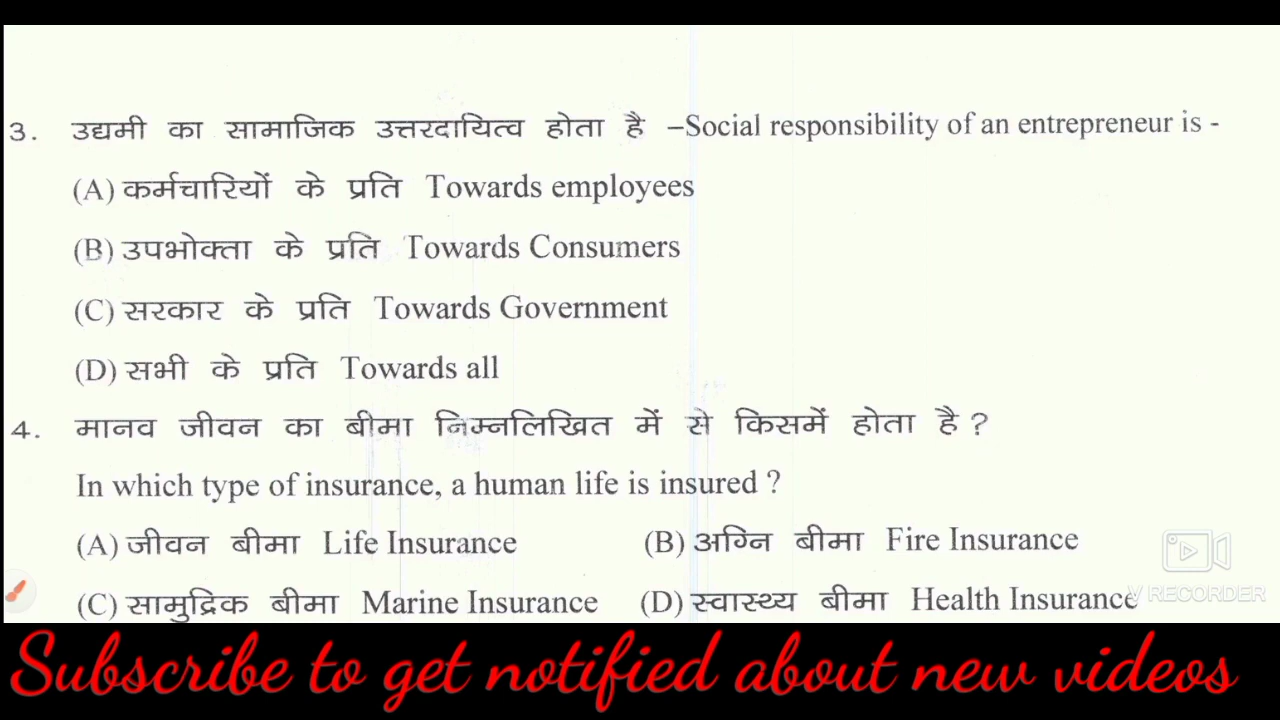 3. उद्यमी का सामाजिक उत्तरदायित्व होता है –Social responsibility of an entrepreneur is -
(A) कर्मचारियों के प्रति Towards employees
(B) उपभोक्ता के प्रति Towards Consumers
(C) सरकार के प्रति Towards Government
(D) सभी के प्रति Towards all
4. मानव जीवन का बीमा निम्नलिखित में से किसमें होता है ?
In which type of insurance, a human life is insured ?
(A) जीवन बीमा Life Insurance (B) अग्नि बीमा Fire Insurance
(C) सामुद्रिक बीमा Marine Insurance (D) स्वास्थ्य बीमा Health Insurance
V RECORDER
Subscribe to get notified about new videos